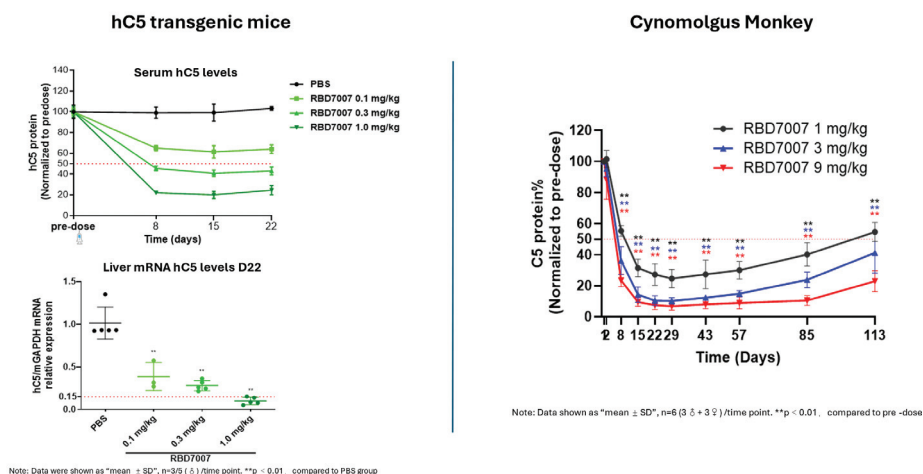 hC5 transgenic mice
Serum hC5 levels
hC5 protein
(Normalized to predose)
140
120
100
80
60
50
40
20
0
pre-dose
8
15
22
Time (days)
PBS
RBD7007 0.1 mg/kg
RBD7007 0.3 mg/kg
RBD7007 1.0 mg/kg
Liver mRNA hC5 levels D22
hC5/mGAPDH mRNA
relative expression
1.5
1.0
0.5
0.15
0.0
**
**
**
PBS
0.1 mg/kg
0.3 mg/kg
1.0 mg/kg
RBD7007
Note: Data were shown as “mean ± SD”, n=3/5 (♂) /time point. **p < 0.01, compared to PBS group
Cynomolgus Monkey
C5 protein%
(Normalized to pre-dose)
120
100
80
60
50
40
20
0
RBD7007 1 mg/kg
RBD7007 3 mg/kg
RBD7007 9 mg/kg
** ** ** ** ** ** ** **
** ** ** ** ** ** ** **
** ** ** ** ** ** ** **
1 2 8 15 22 29 43 57 85 113
Time (Days)
Note: Data shown as “mean ± SD”, n=6 (3♂+3♀) /time point. **p < 0.01, compared to pre -dose